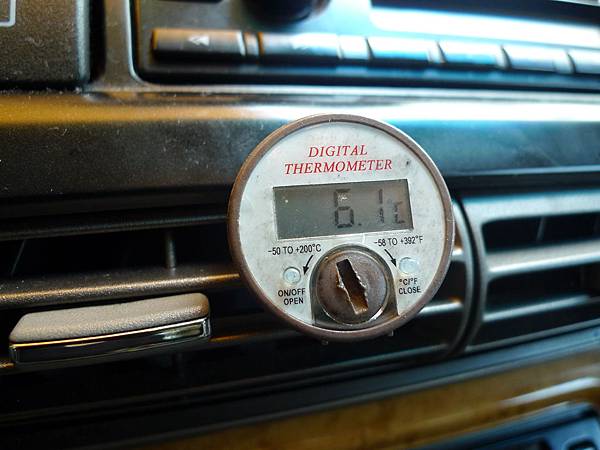 DIGITAL
THERMOMETER
6.1°C
-50 TO +200°C
-58 TO +392°F
ON/OFF
OPEN
°C/°F
CLOSE